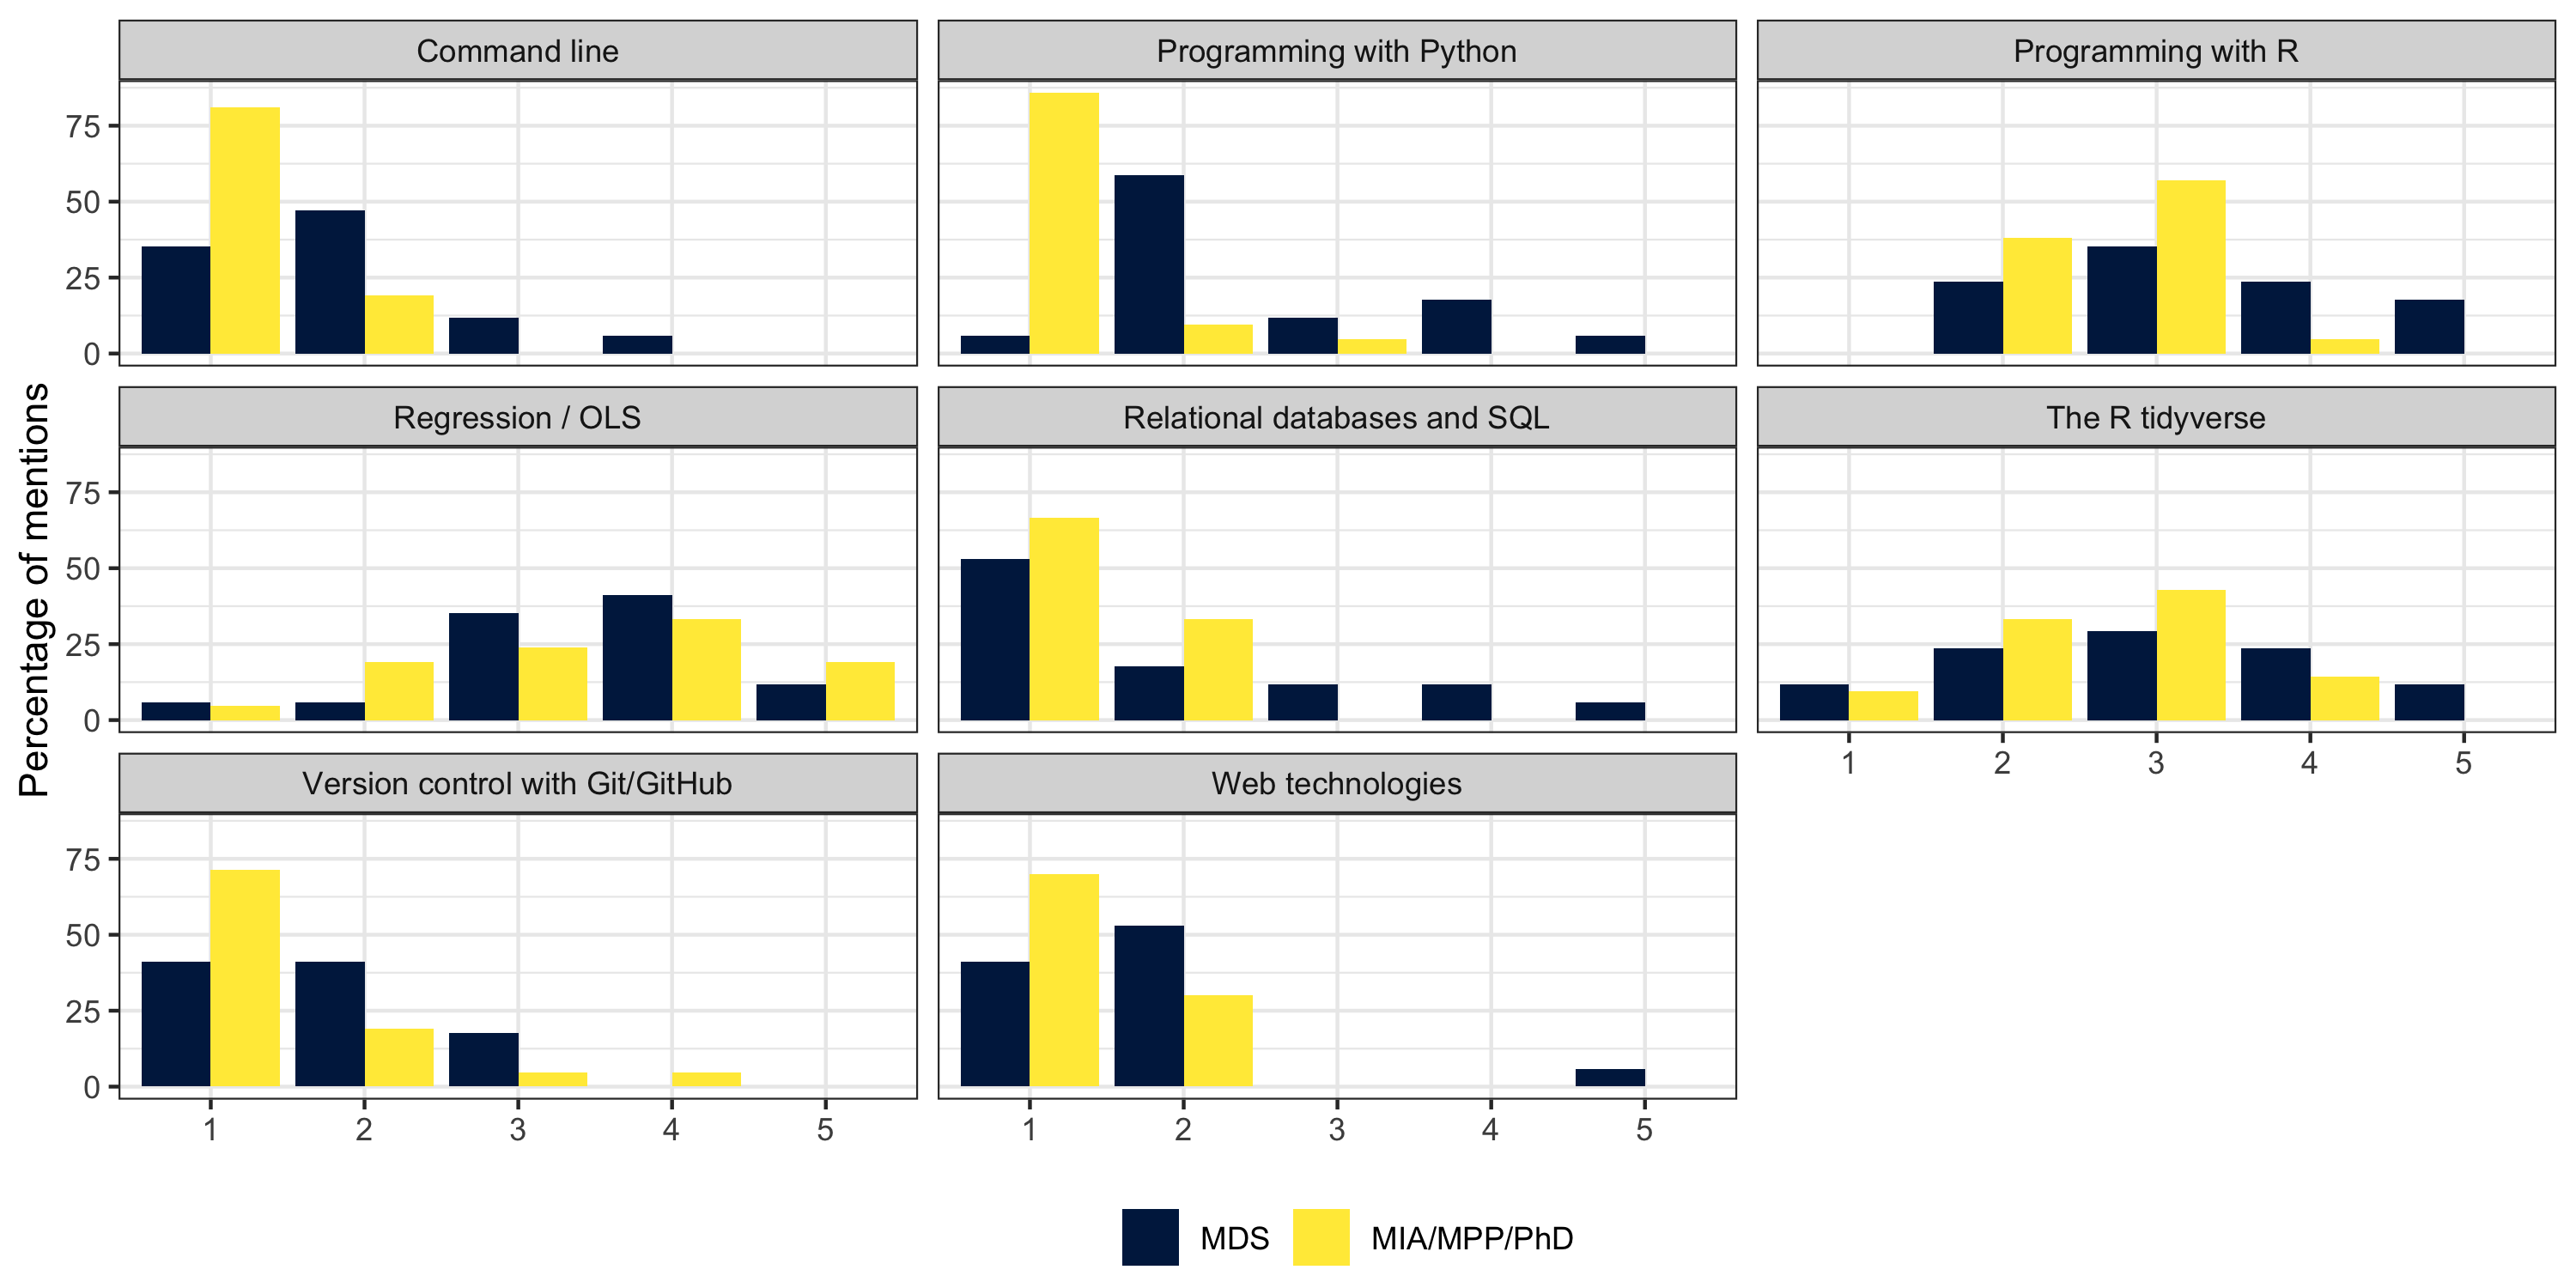 Command line
Programming with Python
Programming with R
75
50
25
0
Regression / OLS
Relational databases and SQL
The R tidyverse
75
50
25
0
1 2 3 4 5
Version control with Git/GitHub
Web technologies
75
50
25
0
1 2 3 4 5
1 2 3 4 5
Percentage of mentions
MDS
MIA/MPP/PhD